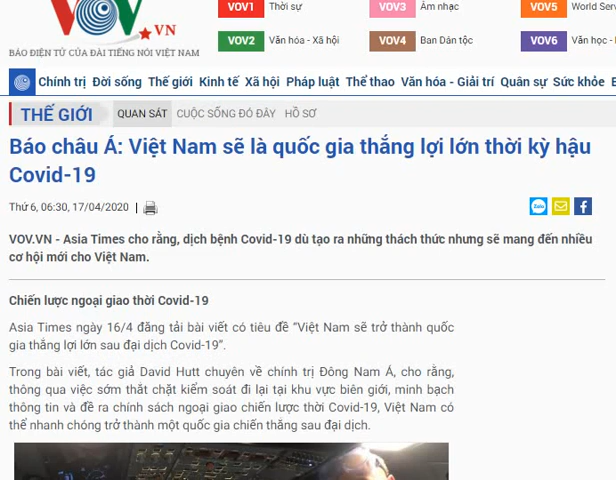 VOV.VN
BÁO ĐIỆN TỬ CỦA ĐÀI TIẾNG NÓI VIỆT NAM
VOV1 Thời sự VOV3 Âm nhạc VOV5 World Serv
VOV2 Văn hóa - Xã hội VOV4 Ban Dân tộc VOV6 Văn học -
Chính trị Đời sống Thế giới Kinh tế Xã hội Pháp luật Thể thao Văn hóa - Giải trí Quân sự Sức khỏe
THẾ GIỚI QUAN SÁT CUỘC SỐNG ĐÓ ĐÂY HỒ SƠ
Báo châu Á: Việt Nam sẽ là quốc gia thắng lợi lớn thời kỳ hậu
Covid-19
Thứ 6, 06:30, 17/04/2020 |
Zalo
VOV.VN - Asia Times cho rằng, dịch bệnh Covid-19 dù tạo ra những thách thức nhưng sẽ mang đến nhiều
cơ hội mới cho Việt Nam.
Chiến lược ngoại giao thời Covid-19
Asia Times ngày 16/4 đăng tải bài viết có tiêu đề “Việt Nam sẽ trở thành quốc
gia thắng lợi lớn sau đại dịch Covid-19”.
Trong bài viết, tác giả David Hutt chuyên về chính trị Đông Nam Á, cho rằng,
thông qua việc sớm thắt chặt kiểm soát đi lại tại khu vực biên giới, minh bạch
thông tin và đề ra chính sách ngoại giao chiến lược thời Covid-19, Việt Nam có
thể nhanh chóng trở thành một quốc gia chiến thắng sau đại dịch.